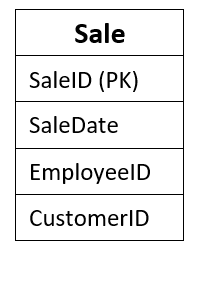 Sale
SaleID (PK)
SaleDate
EmployeeID
CustomerID